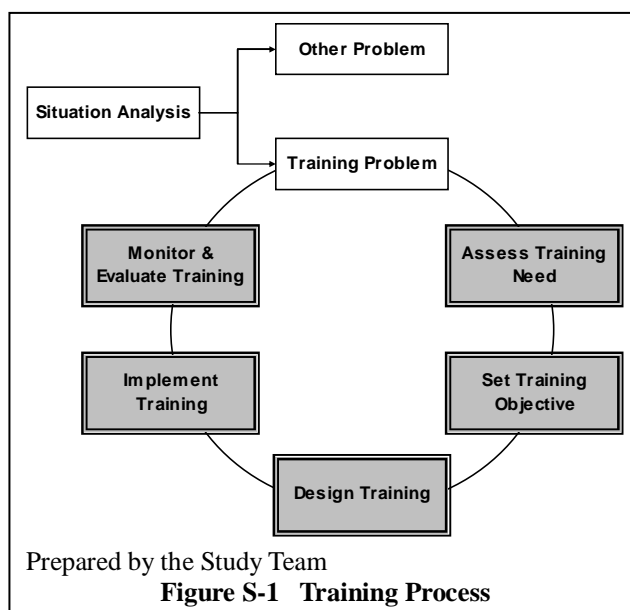 Other Problem
Situation Analysis
Training Problem
Monitor &
Evaluate Training
Assess Training
Need
Implement
Training
Set Training
Objective
Design Training
Prepared by the Study Team
Figure S-1 Training Process